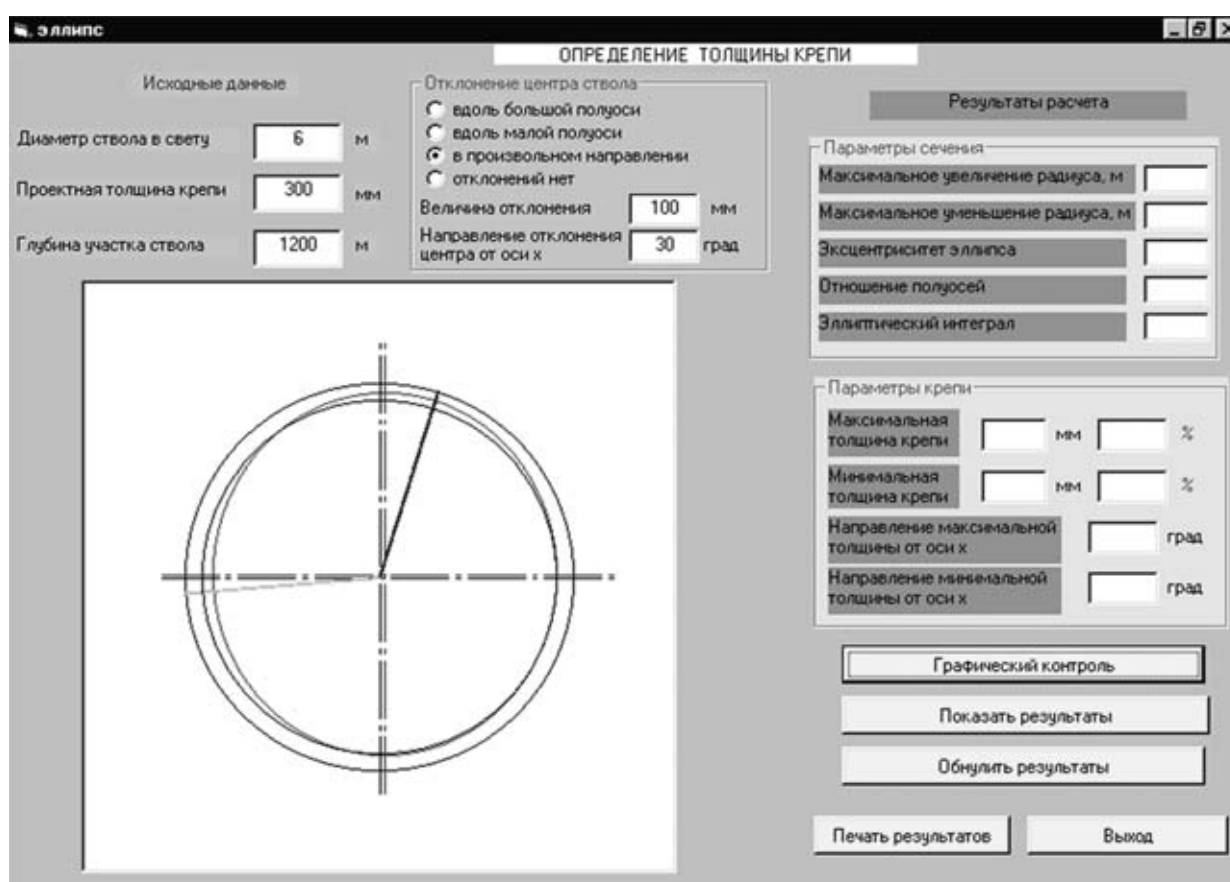 эллипс
ОПРЕДЕЛЕНИЕ ТОЛЩИНЫ КРЕПИ
Исходные данные
Диаметр ствола в свету 6 м
Проектная толщина крепи 300 мм
Глубина участка ствола 1200 м
Отклонение центра ствола
вдоль большой полуоси
вдоль малой полуоси
в произвольном направлении
отклонений нет
Величина отклонения 100 мм
Направление отклонения
центра от оси х 30 град
Результаты расчета
Параметры сечения
Максимальное увеличение радиуса, м
Максимальное уменьшение радиуса, м
Эксцентриситет эллипса
Отношение полуосей
Эллиптический интеграл
Параметры крепи
Максимальная
толщина крепи мм %
Минимальная
толщина крепи мм %
Направление максимальной
толщины от оси х град
Направление минимальной
толщины от оси х град
Графический контроль
Показать результаты
Обнулить результаты
Печать результатов Выход